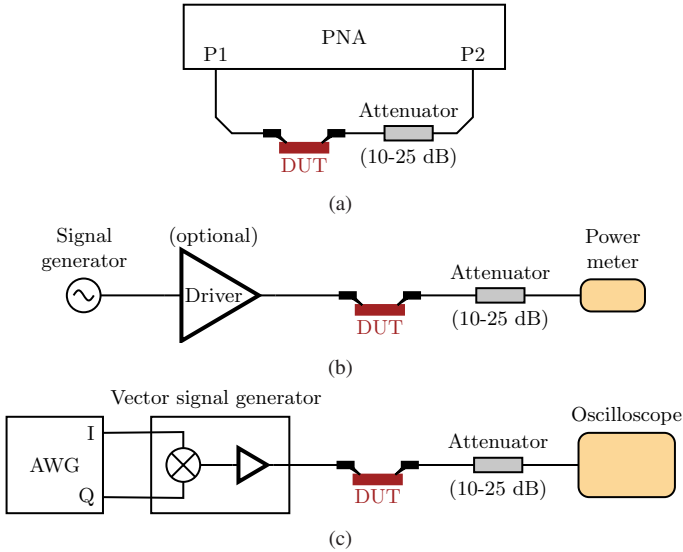 PNA
P1
P2
Attenuator
(10-25 dB)
DUT
(a)
Signal
generator
(optional)
Driver
DUT
Attenuator
(10-25 dB)
Power
meter
(b)
Vector signal generator
AWG
I
Q
DUT
Attenuator
(10-25 dB)
Oscilloscope
(c)